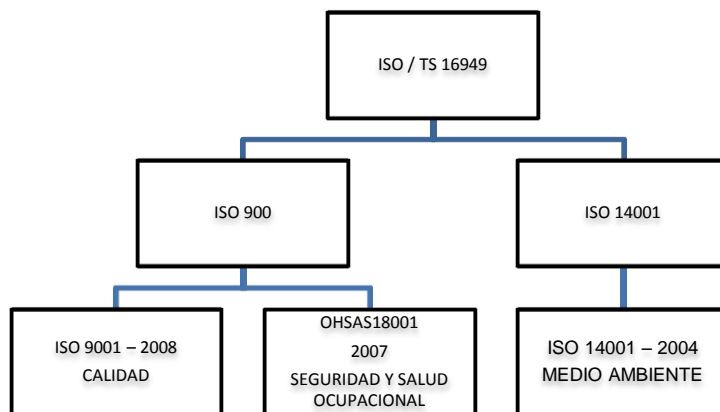 ISO / TS 16949
ISO 900
ISO 14001
ISO 9001 – 2008
CALIDAD
OHSAS18001
2007
SEGURIDAD Y SALUD
OCUPACIONAL
ISO 14001 – 2004
MEDIO AMBIENTE